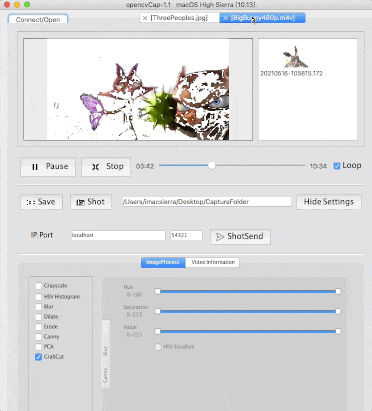 opencvCap-1.1 macOS High Sierra (10.13)
Connect/Open
× [ThreePeoples.jpg]
× [BigBunny480p.m4v]
20210616-105815.172
Pause
Stop
03:42
10:34
Loop
Save
Shot
/Users/imacsierra/Desktop/CaptureFolder
Hide Settings
IP: Port
localhost
54321
ShotSend
ImageProcess
Video Information
Grayscale
HSV Histogram
Blur
Dilate
Erode
Canny
PCA
GrabCut
Blur
Canny
Hue
0~180
Saturation
0~255
Value
0~255
HSV Equalize